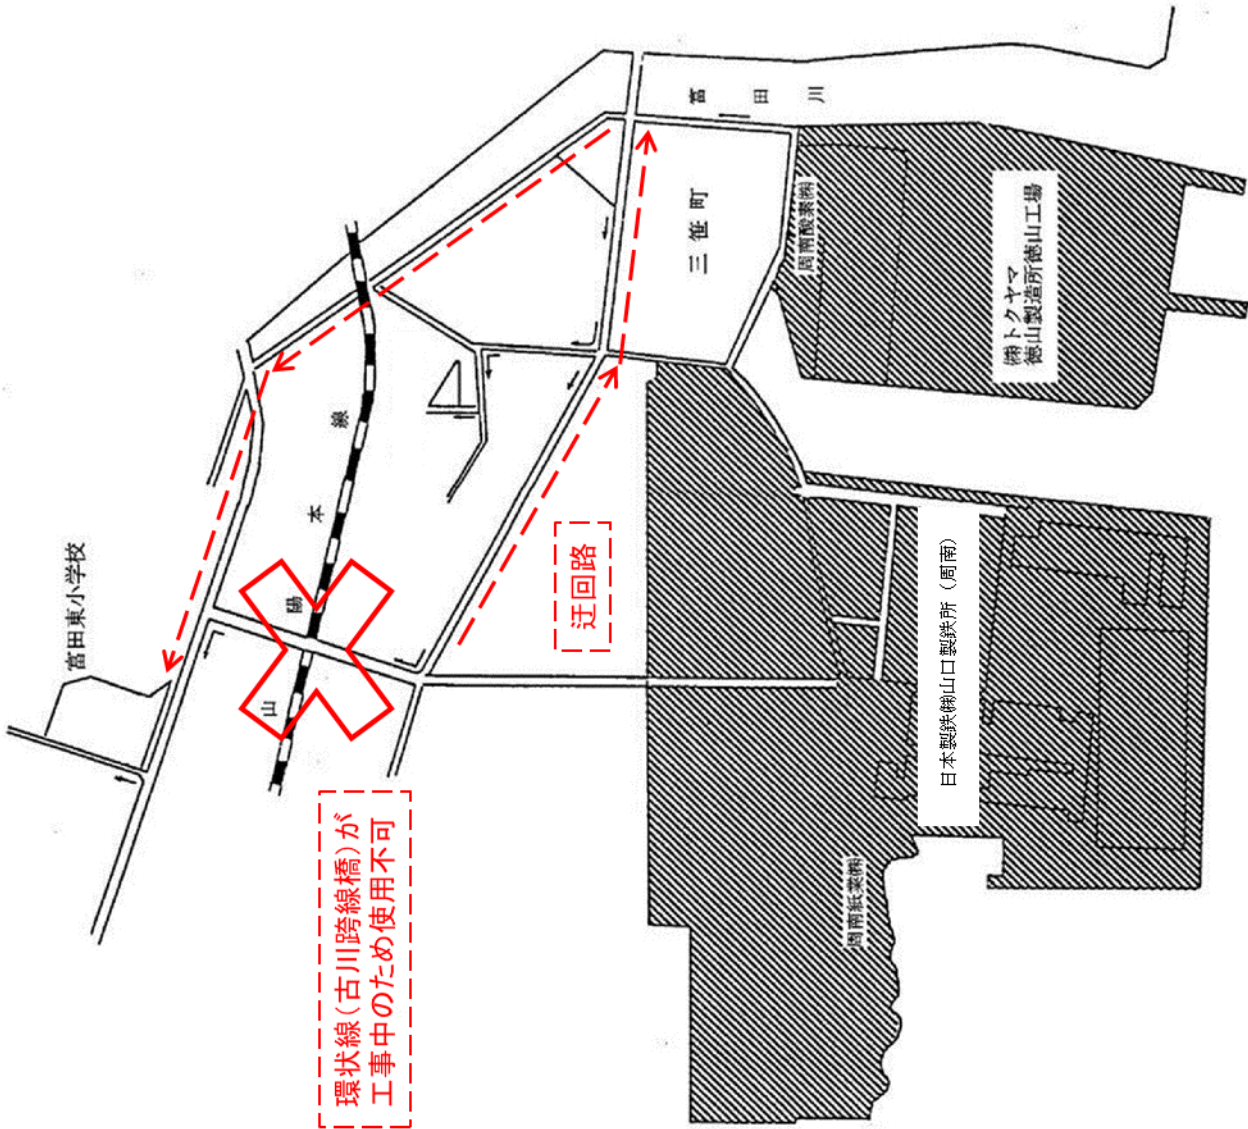 富田東小学校
山陽本線
富田川
三笹町
周南酸素㈱
㈱トクヤマ
徳山製造所徳山工場
迂回路
日本製鉄㈱山口製鉄所（周南）
環状線(古川跨線橋)が
工事中のため使用不可
周南紙業㈱